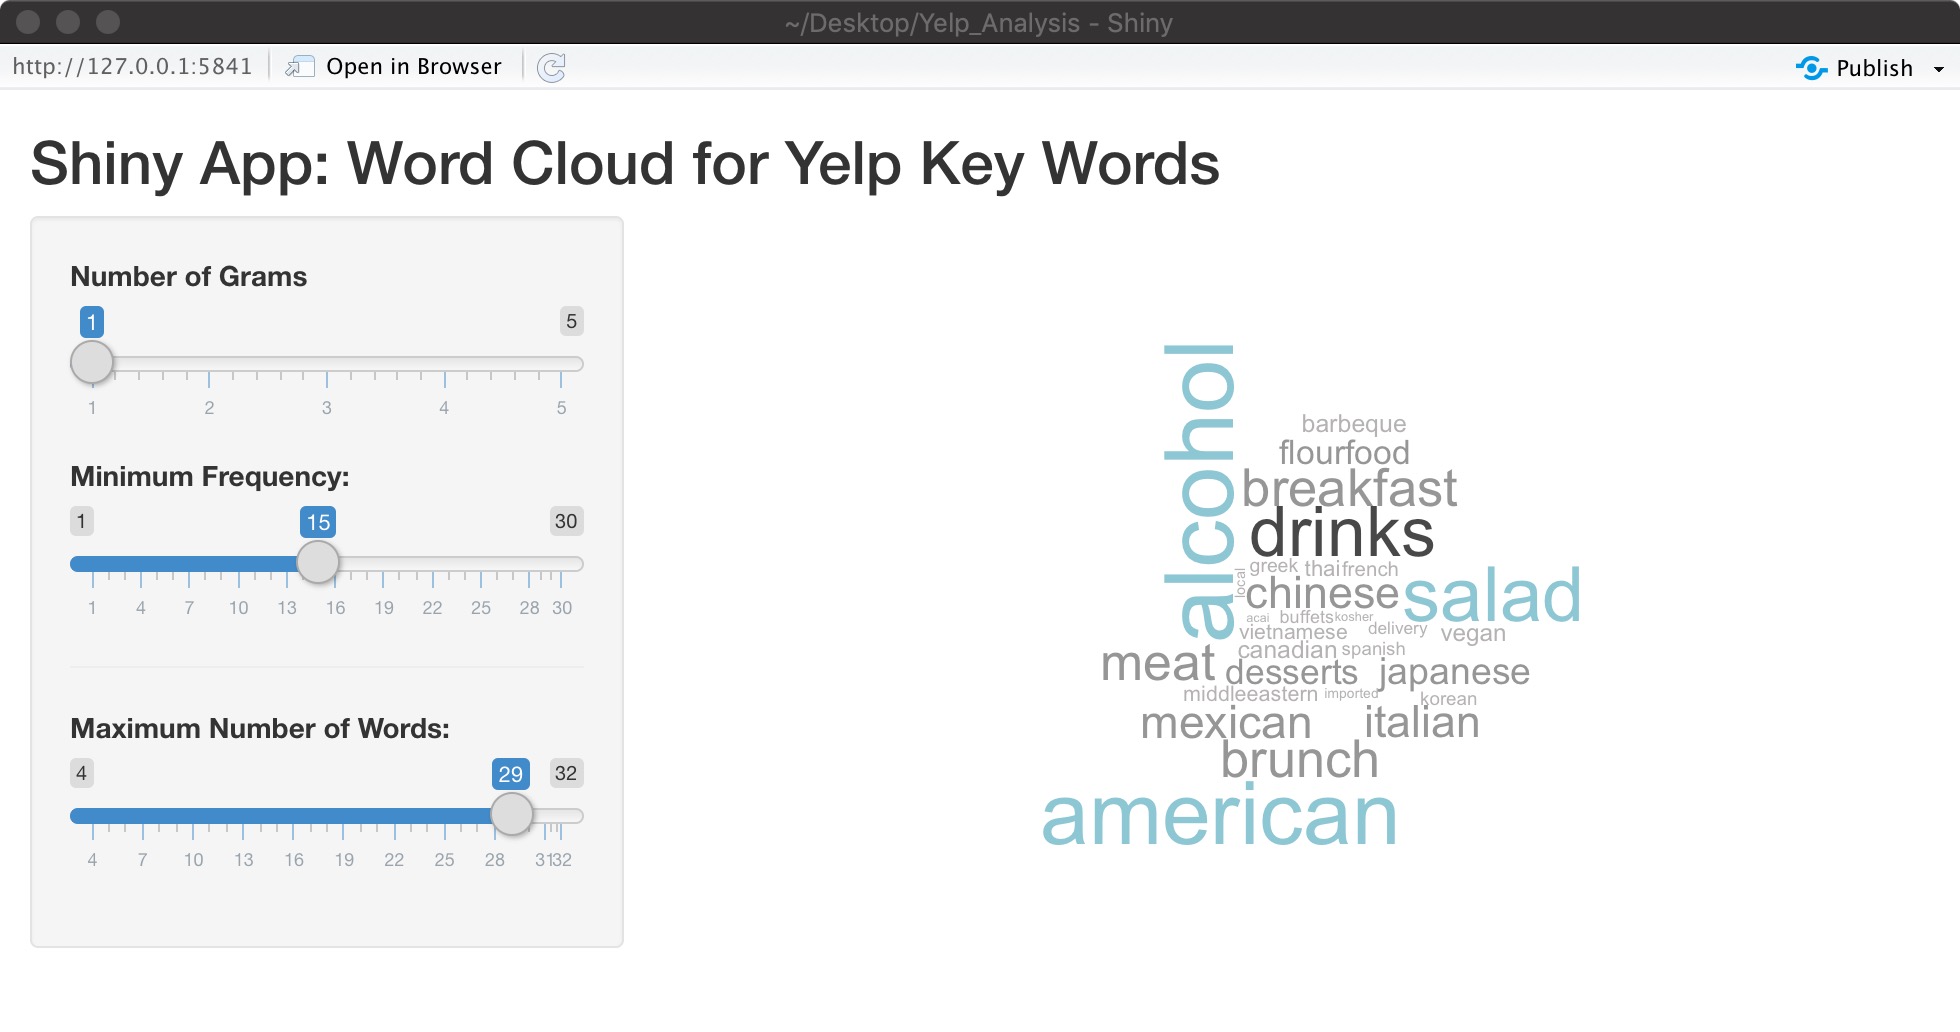 ~/Desktop/Yelp_Analysis - Shiny
http://127.0.0.1:5841 Open in Browser Publish
Shiny App: Word Cloud for Yelp Key Words
Number of Grams
1 5
1 2 3 4 5
Minimum Frequency:
1 15 30
1 4 7 10 13 16 19 22 25 28 30
Maximum Number of Words:
4 29 32
4 7 10 13 16 19 22 25 28 31 32
alcohol
barbeque
flourfood
breakfast
drinks
greek thai french
local
chinese salad
acai buffets kosher
vietnamese delivery vegan
canadian spanish
meat desserts japanese
middleeastern imported korean
mexican italian
brunch
american